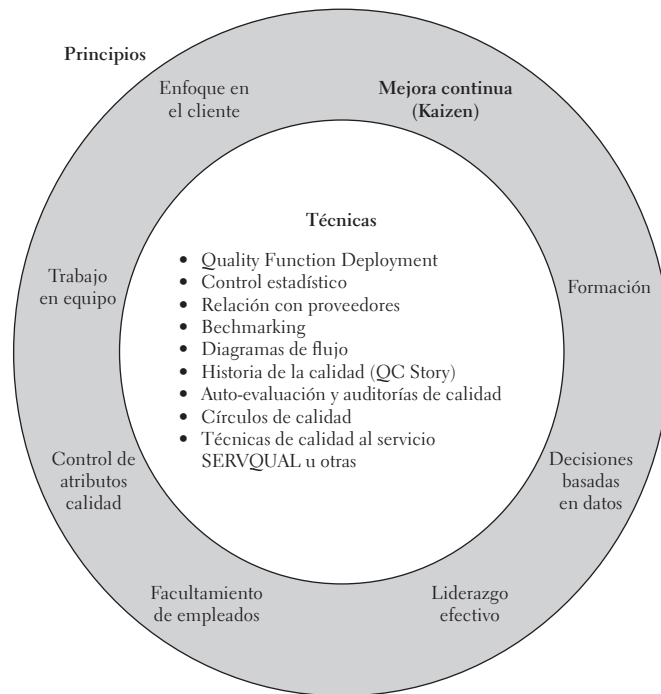 Principios
Enfoque en
el cliente
Mejora continua
(Kaizen)
Formación
Decisiones
basadas
en datos
Liderazgo
efectivo
Facultamiento
de empleados
Control de
atributos
calidad
Trabajo
en equipo
Técnicas
• Quality Function Deployment
• Control estadístico
• Relación con proveedores
• Bechmarking
• Diagramas de flujo
• Historia de la calidad (QC Story)
• Auto-evaluación y auditorías de calidad
• Círculos de calidad
• Técnicas de calidad al servicio
SERVQUAL u otras